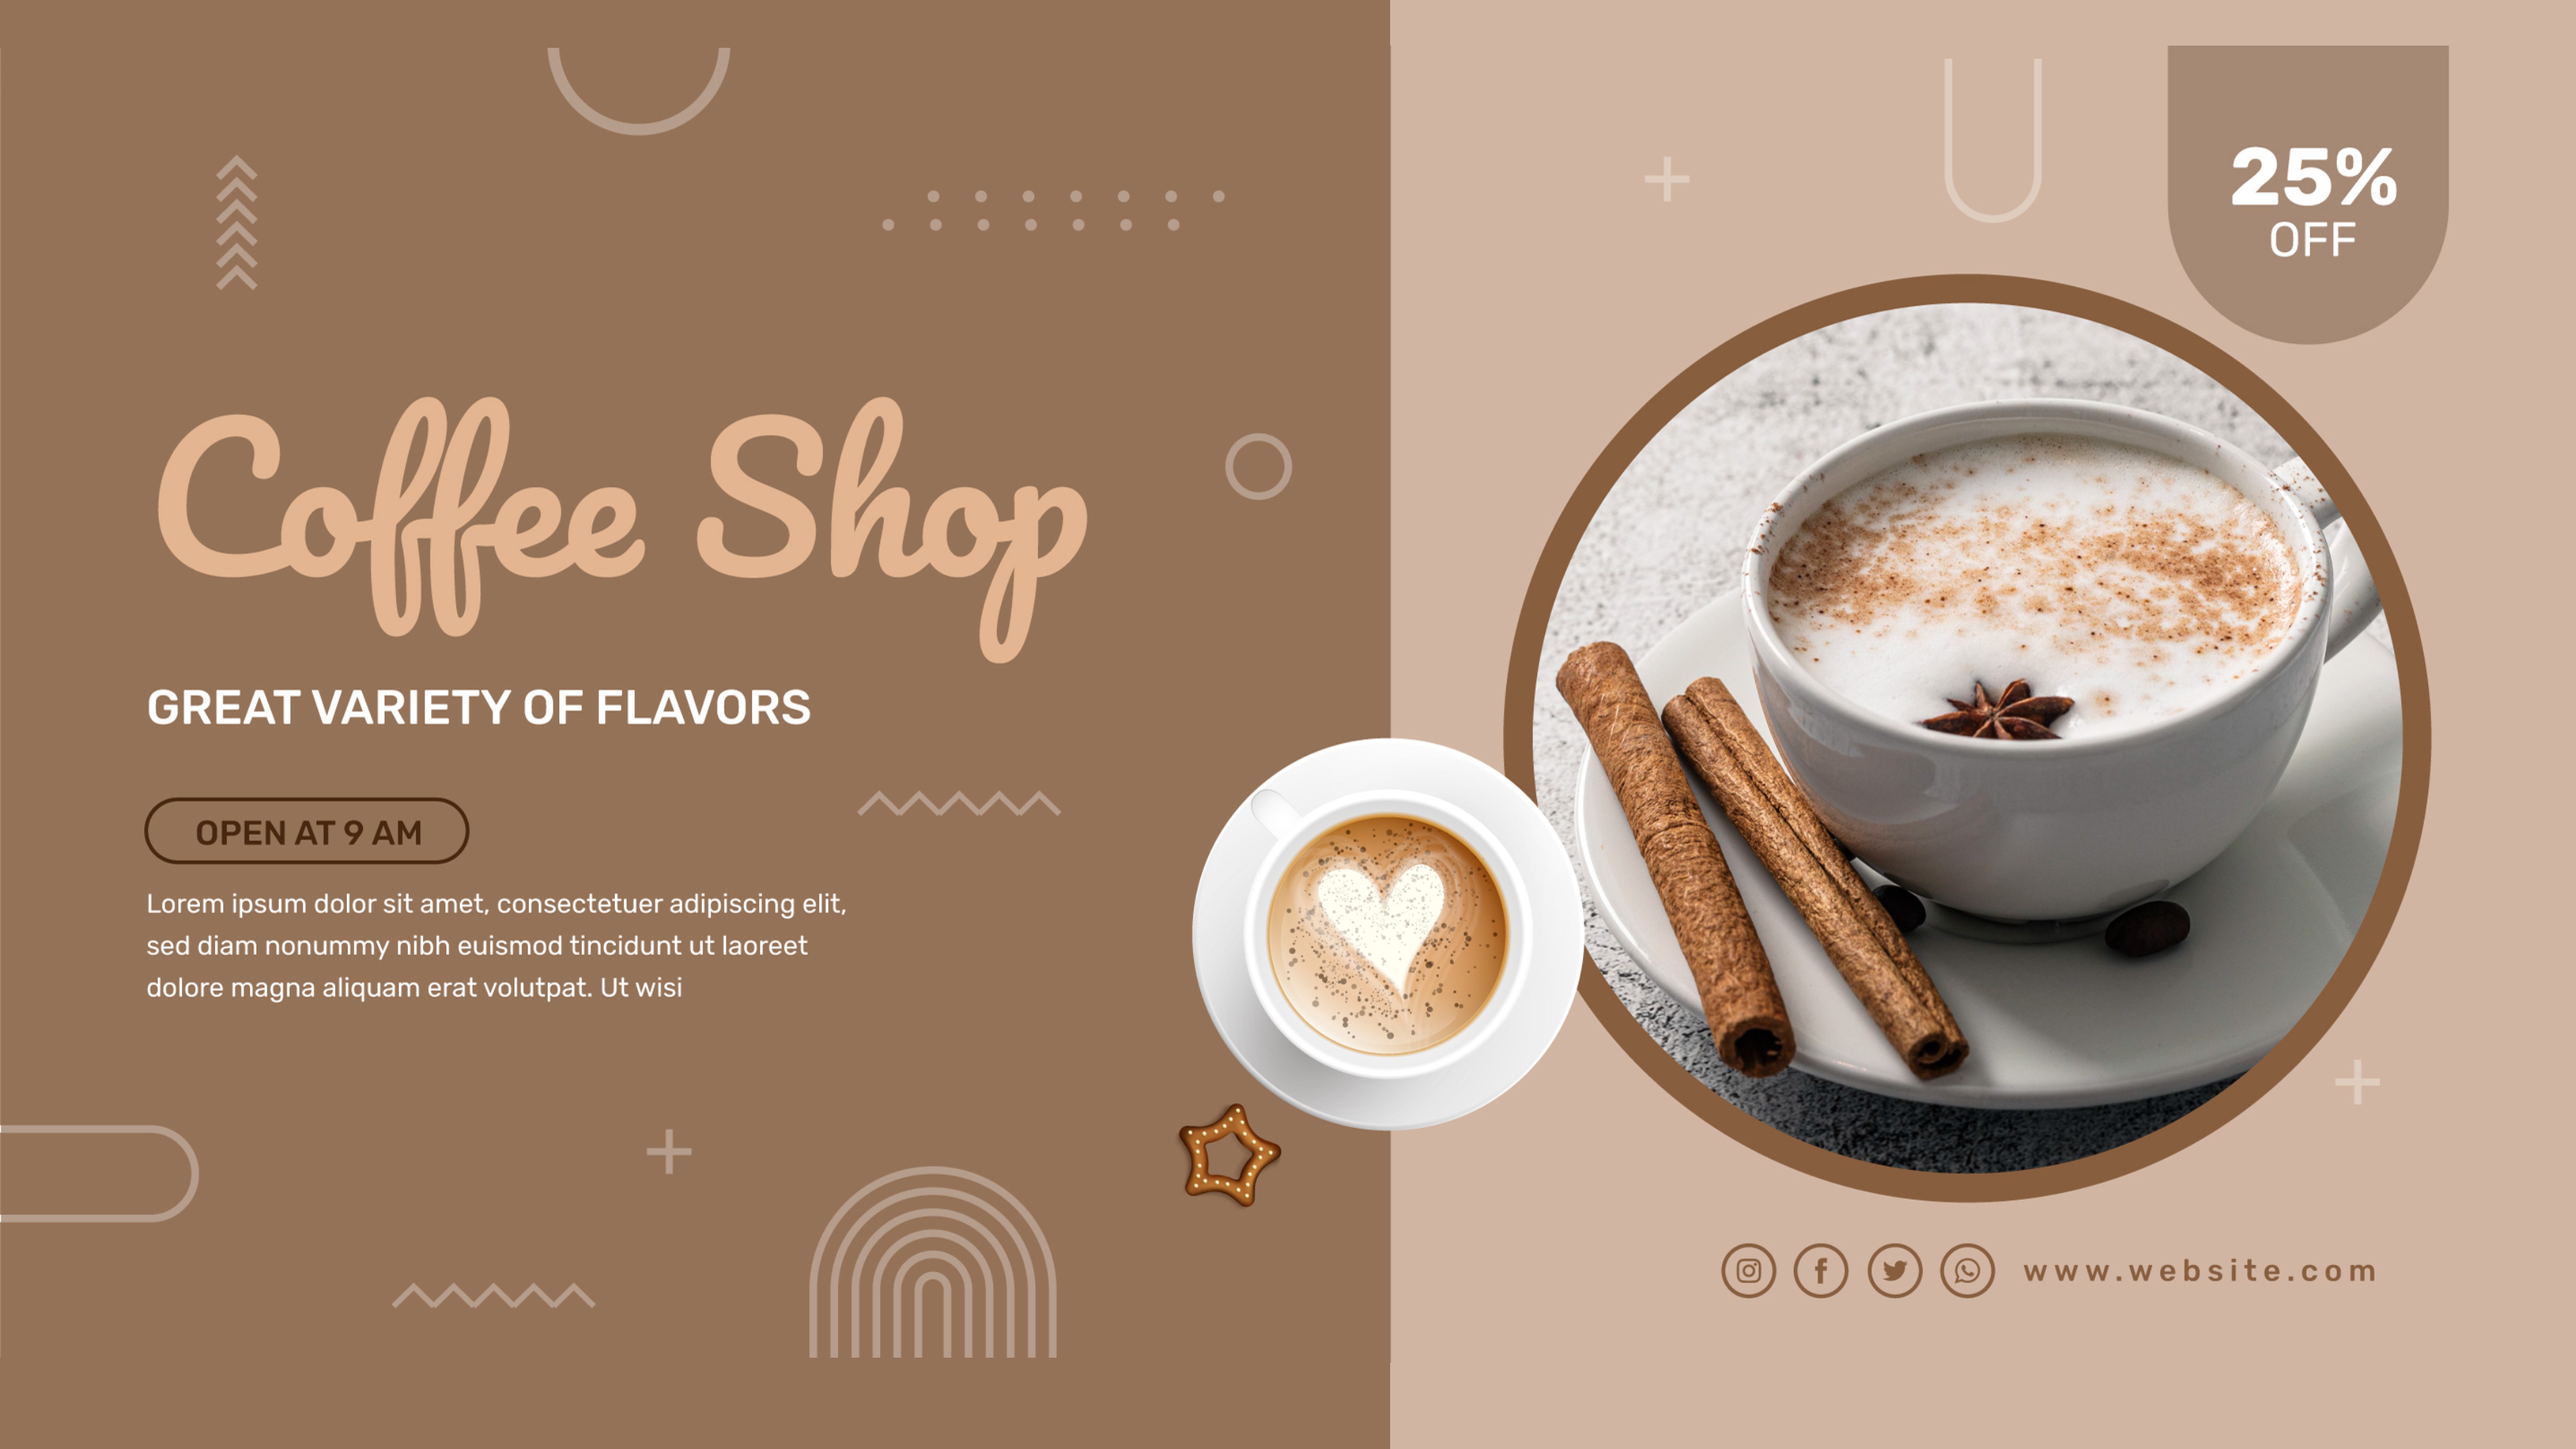 25%
OFF
Coffee Shop
GREAT VARIETY OF FLAVORS
OPEN AT 9 AM
Lorem ipsum dolor sit amet, consectetuer adipiscing elit,
sed diam nonummy nibh euismod tincidunt ut laoreet
dolore magna aliquam erat volutpat. Ut wisi
www.website.com